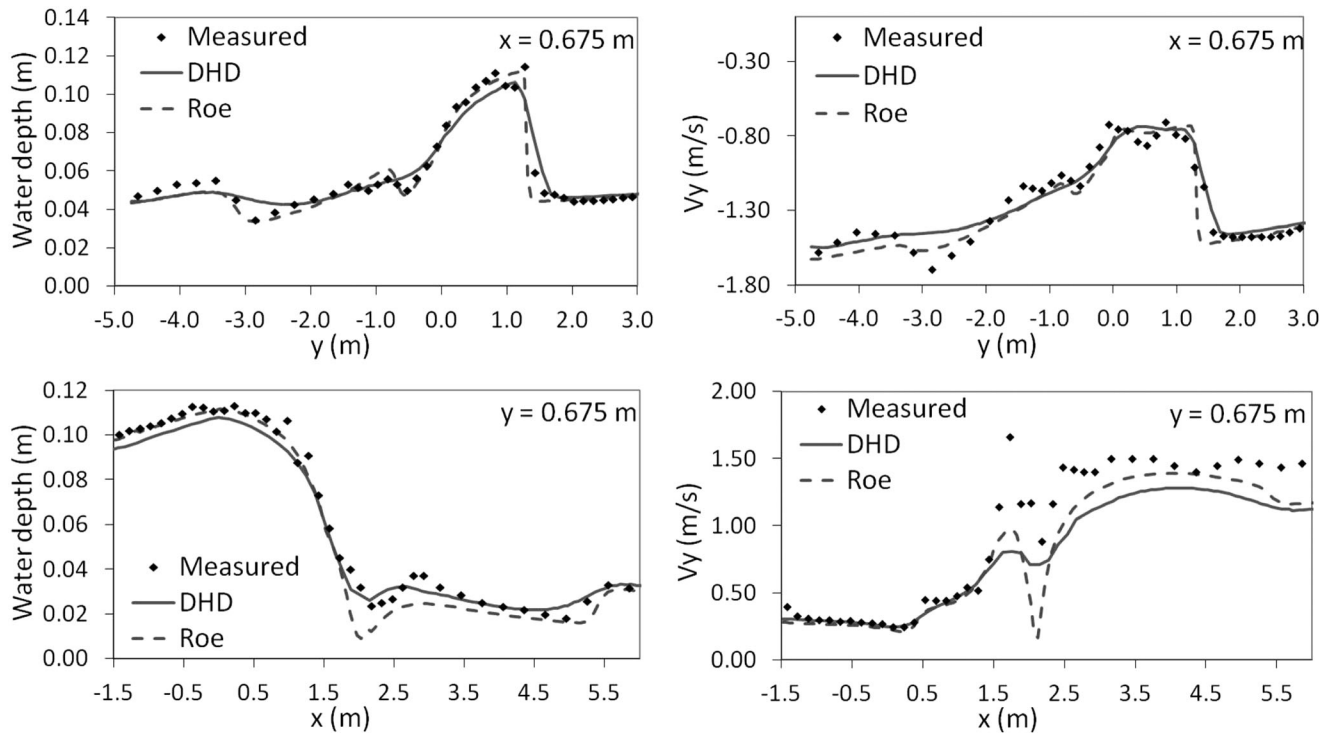 0.14
0.12
0.10
0.08
0.06
0.04
0.02
0.00
Water depth (m)
Measured
DHD
Roe
x = 0.675 m
-5.0 -4.0 -3.0 -2.0 -1.0 0.0 1.0 2.0 3.0
y (m)
-0.30
-0.80
-1.30
-1.80
Vy (m/s)
Measured
DHD
Roe
x = 0.675 m
-5.0 -4.0 -3.0 -2.0 -1.0 0.0 1.0 2.0 3.0
y (m)
0.12
0.10
0.08
0.06
0.04
0.02
0.00
Water depth (m)
y = 0.675 m
Measured
DHD
Roe
-1.5 -0.5 0.5 1.5 2.5 3.5 4.5 5.5
x (m)
2.00
1.50
1.00
0.50
0.00
Vy (m/s)
Measured
DHD
Roe
y = 0.675 m
-1.5 -0.5 0.5 1.5 2.5 3.5 4.5 5.5
x (m)